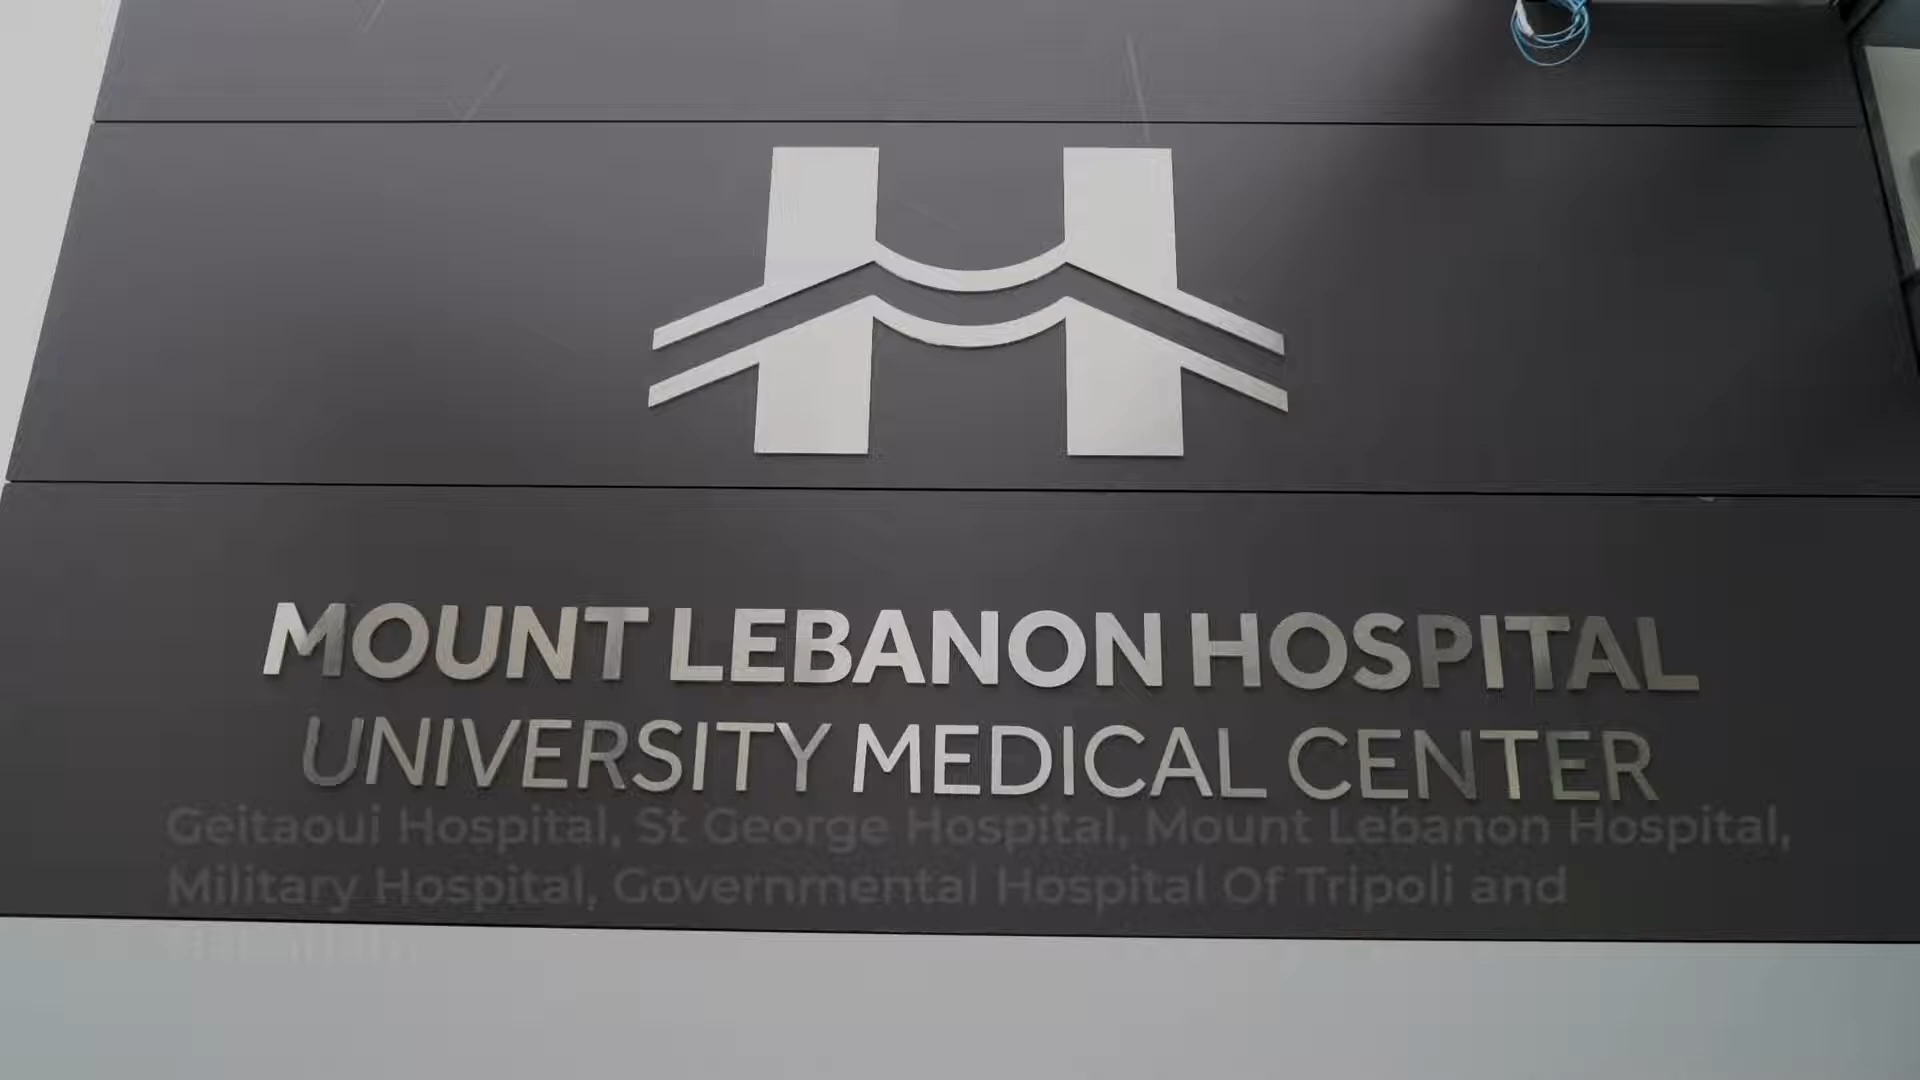 MOUNT LEBANON HOSPITAL
UNIVERSITY MEDICAL CENTER
Geitaoui Hospital, St George Hospital, Mount Lebanon Hospital,
Military Hospital, Governmental Hospital Of Tripoli and